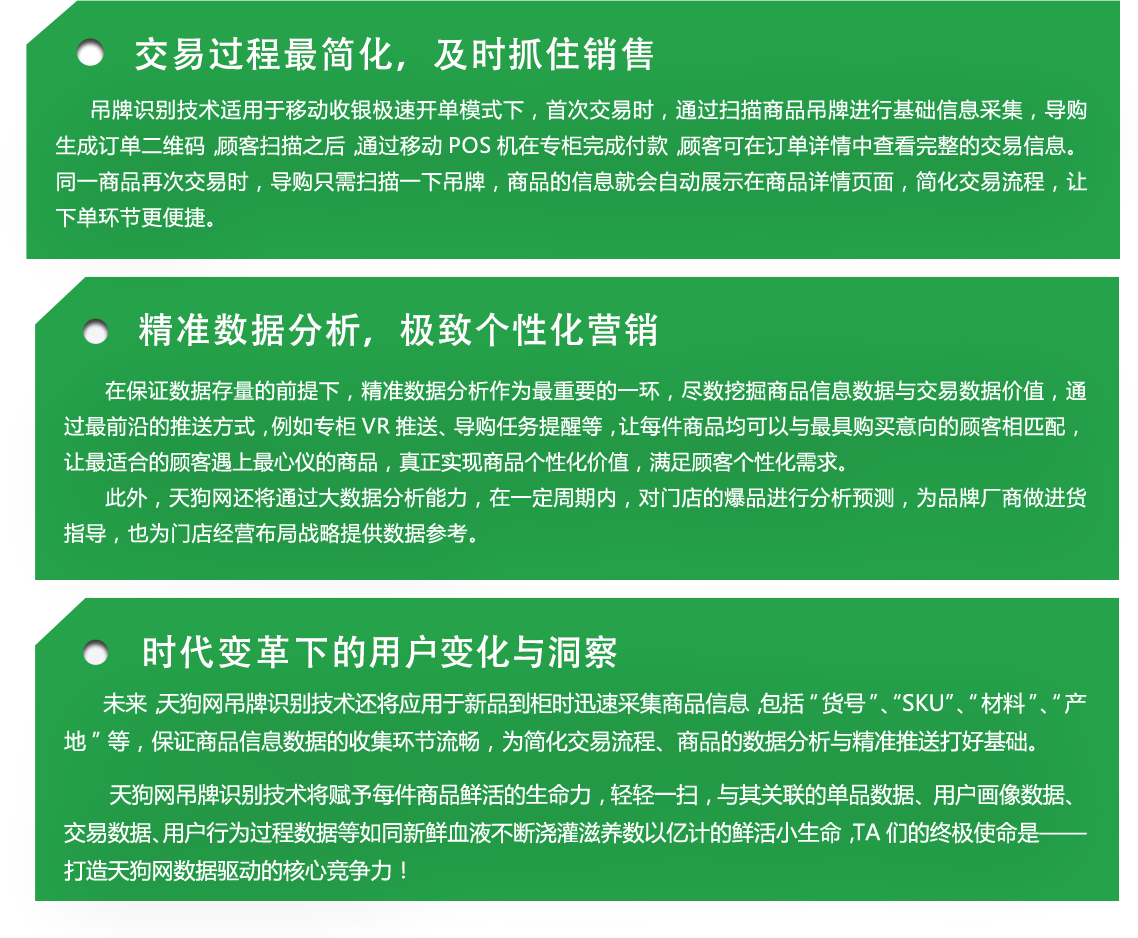 交易过程最简化，及时抓住销售
吊牌识别技术适用于移动收银极速开单模式下，首次交易时，通过扫描商品吊牌进行基础信息采集，导购
生成订单二维码，顾客扫描之后，通过移动 POS 机在专柜完成付款，顾客可在订单详情中查看完整的交易信息。
同一商品再次交易时，导购只需扫描一下吊牌，商品的信息就会自动展示在商品详情页面，简化交易流程，让
下单环节更便捷。
精准数据分析，极致个性化营销
在保证数据存量的前提下，精准数据分析作为最重要的一环，尽数挖掘商品信息数据与交易数据价值，通
过最前沿的推送方式，例如专柜 VR 推送、导购任务提醒等，让每件商品均可以与最具购买意向的顾客相匹配，
让最适合的顾客遇上最心仪的商品，真正实现商品个性化价值，满足顾客个性化需求。
此外，天狗网还将通过大数据分析能力，在一定周期内，对门店的爆品进行分析预测，为品牌厂商做进货
指导，也为门店经营布局战略提供数据参考。
时代变革下的用户变化与洞察
未来，天狗网吊牌识别技术还将应用于新品到柜时迅速采集商品信息，包括“货号”、“SKU”、“材料”、“产
地”等，保证商品信息数据的收集环节流畅，为简化交易流程、商品的数据分析与精准推送打好基础。
天狗网吊牌识别技术将赋予每件商品鲜活的生命力，轻轻一扫，与其关联的单品数据、用户画像数据、
交易数据、用户行为过程数据等如同新鲜血液不断浇灌滋养数以亿计的鲜活小生命，TA 们的终极使命是——
打造天狗网数据驱动的核心竞争力！